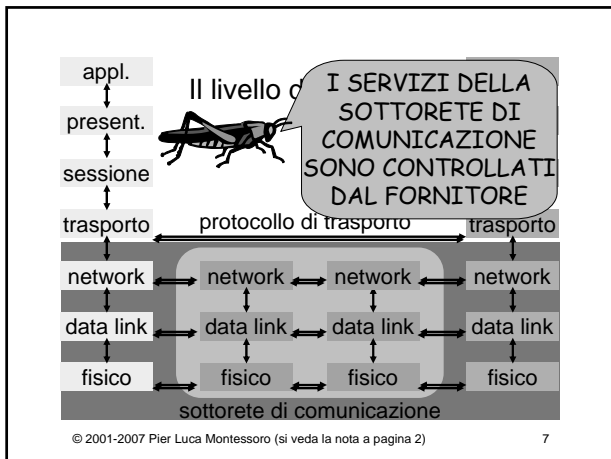 Il livello d
I SERVIZI DELLA
SOTTORETE DI
COMUNICAZIONE
SONO CONTROLLATI
DAL FORNITORE
appl.
present.
sessione
trasporto protocollo di trasporto trasporto
network network network network
data link data link data link data link
fisico fisico fisico fisico
sottorete di comunicazione
© 2001-2007 Pier Luca Montessoro (si veda la nota a pagina 2) 7